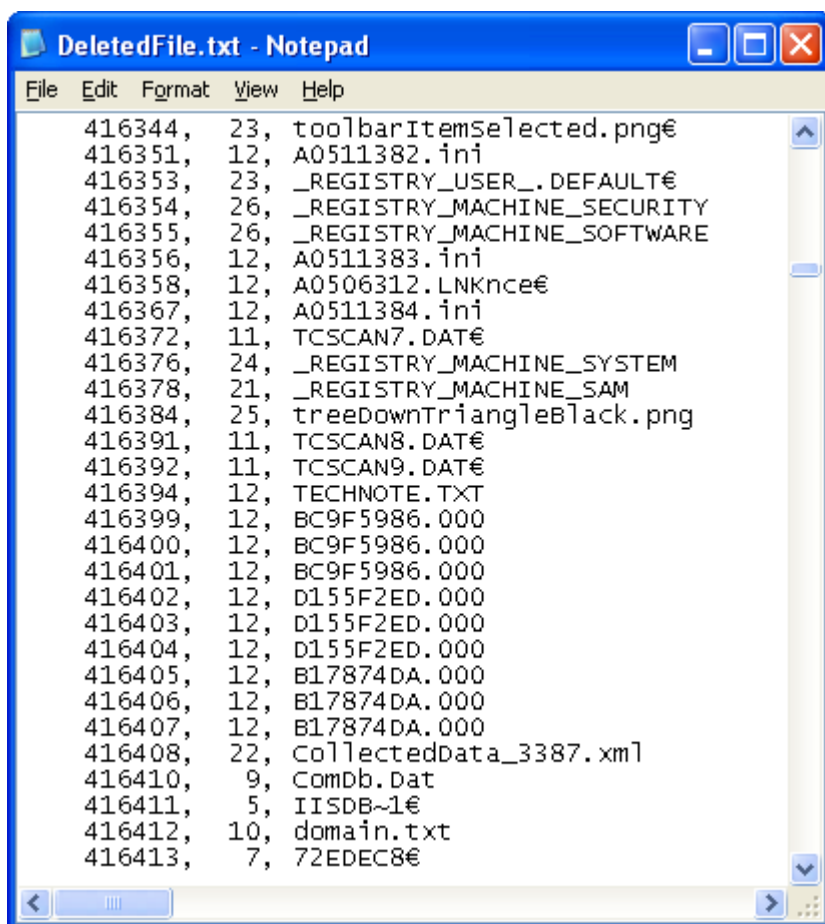 DeletedFile.txt - Notepad
File Edit Format View Help
416344, 23, toolbarItemSelected.png€
416351, 12, A0511382.ini
416353, 23, _REGISTRY_USER_.DEFAULT€
416354, 26, _REGISTRY_MACHINE_SECURITY
416355, 26, _REGISTRY_MACHINE_SOFTWARE
416356, 12, A0511383.ini
416358, 12, A0506312.LNKnce€
416367, 12, A0511384.ini
416372, 11, TCSCAN7.DAT€
416376, 24, _REGISTRY_MACHINE_SYSTEM
416378, 21, _REGISTRY_MACHINE_SAM
416384, 25, treeDownTriangleBlack.png
416391, 11, TCSCAN8.DAT€
416392, 11, TCSCAN9.DAT€
416394, 12, TECHNOTE.TXT
416399, 12, BC9F5986.000
416400, 12, BC9F5986.000
416401, 12, BC9F5986.000
416402, 12, D155F2ED.000
416403, 12, D155F2ED.000
416404, 12, D155F2ED.000
416405, 12, B17874DA.000
416406, 12, B17874DA.000
416407, 12, B17874DA.000
416408, 22, CollectedData_3387.xml
416410, 9, ComDb.Dat
416411, 5, IISDB~1€
416412, 10, domain.txt
416413, 7, 72EDEC8€